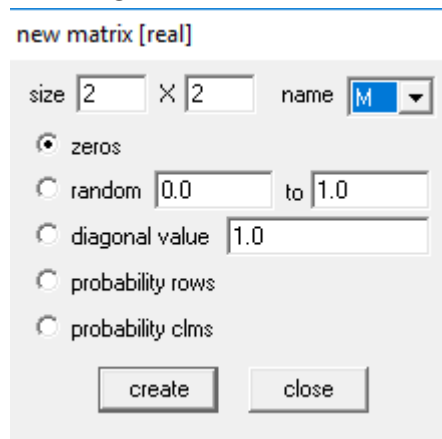 new matrix [real]
size 2 X 2 name M
zeros
random 0.0 to 1.0
diagonal value 1.0
probability rows
probability clms
create close